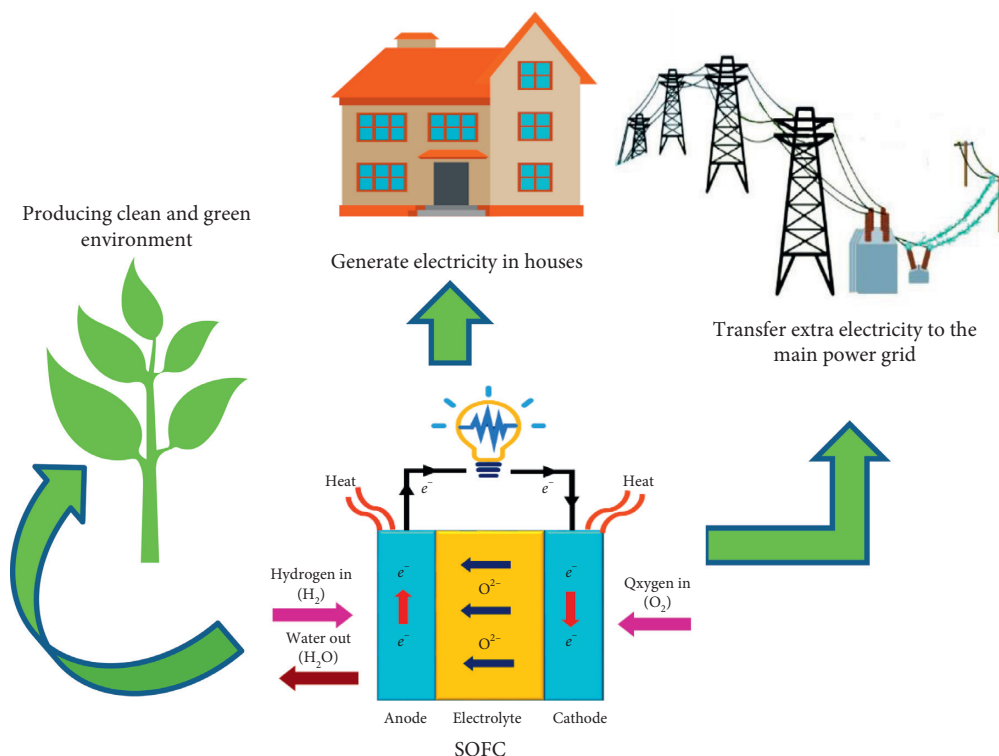 Producing clean and green
environment
Generate electricity in houses
Transfer extra electricity to the
main power grid
Heat
e⁻
e⁻
Heat
Hydrogen in
(H₂)
Water out
(H₂O)
e⁻
e⁻
O²⁻
O²⁻
e⁻
e⁻
Qxygen in
(O₂)
Anode
Electrolyte
Cathode
SOFC